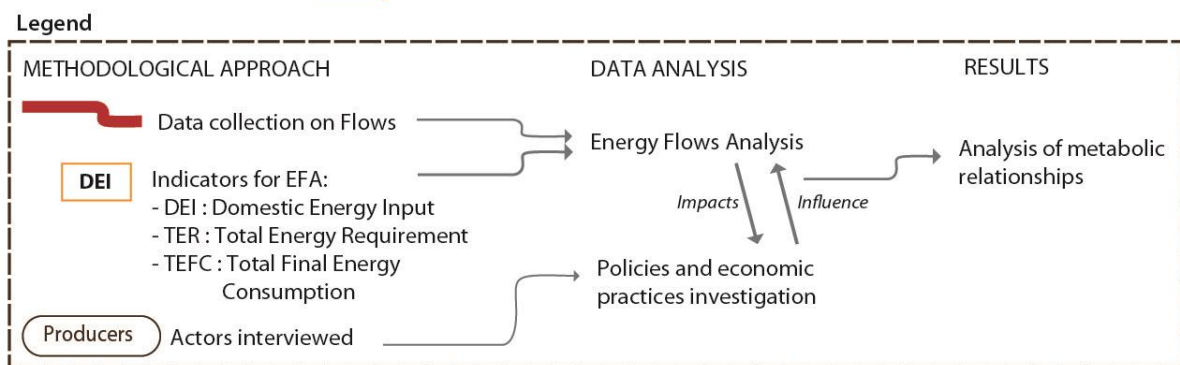 Legend
METHODOLOGICAL APPROACH
DATA ANALYSIS
RESULTS
Data collection on Flows
Energy Flows Analysis
Analysis of metabolic
relationships
DEI
Indicators for EFA:
- DEI : Domestic Energy Input
- TER : Total Energy Requirement
- TEFC : Total Final Energy
Consumption
Impacts
Influence
Policies and economic
practices investigation
Producers
Actors interviewed